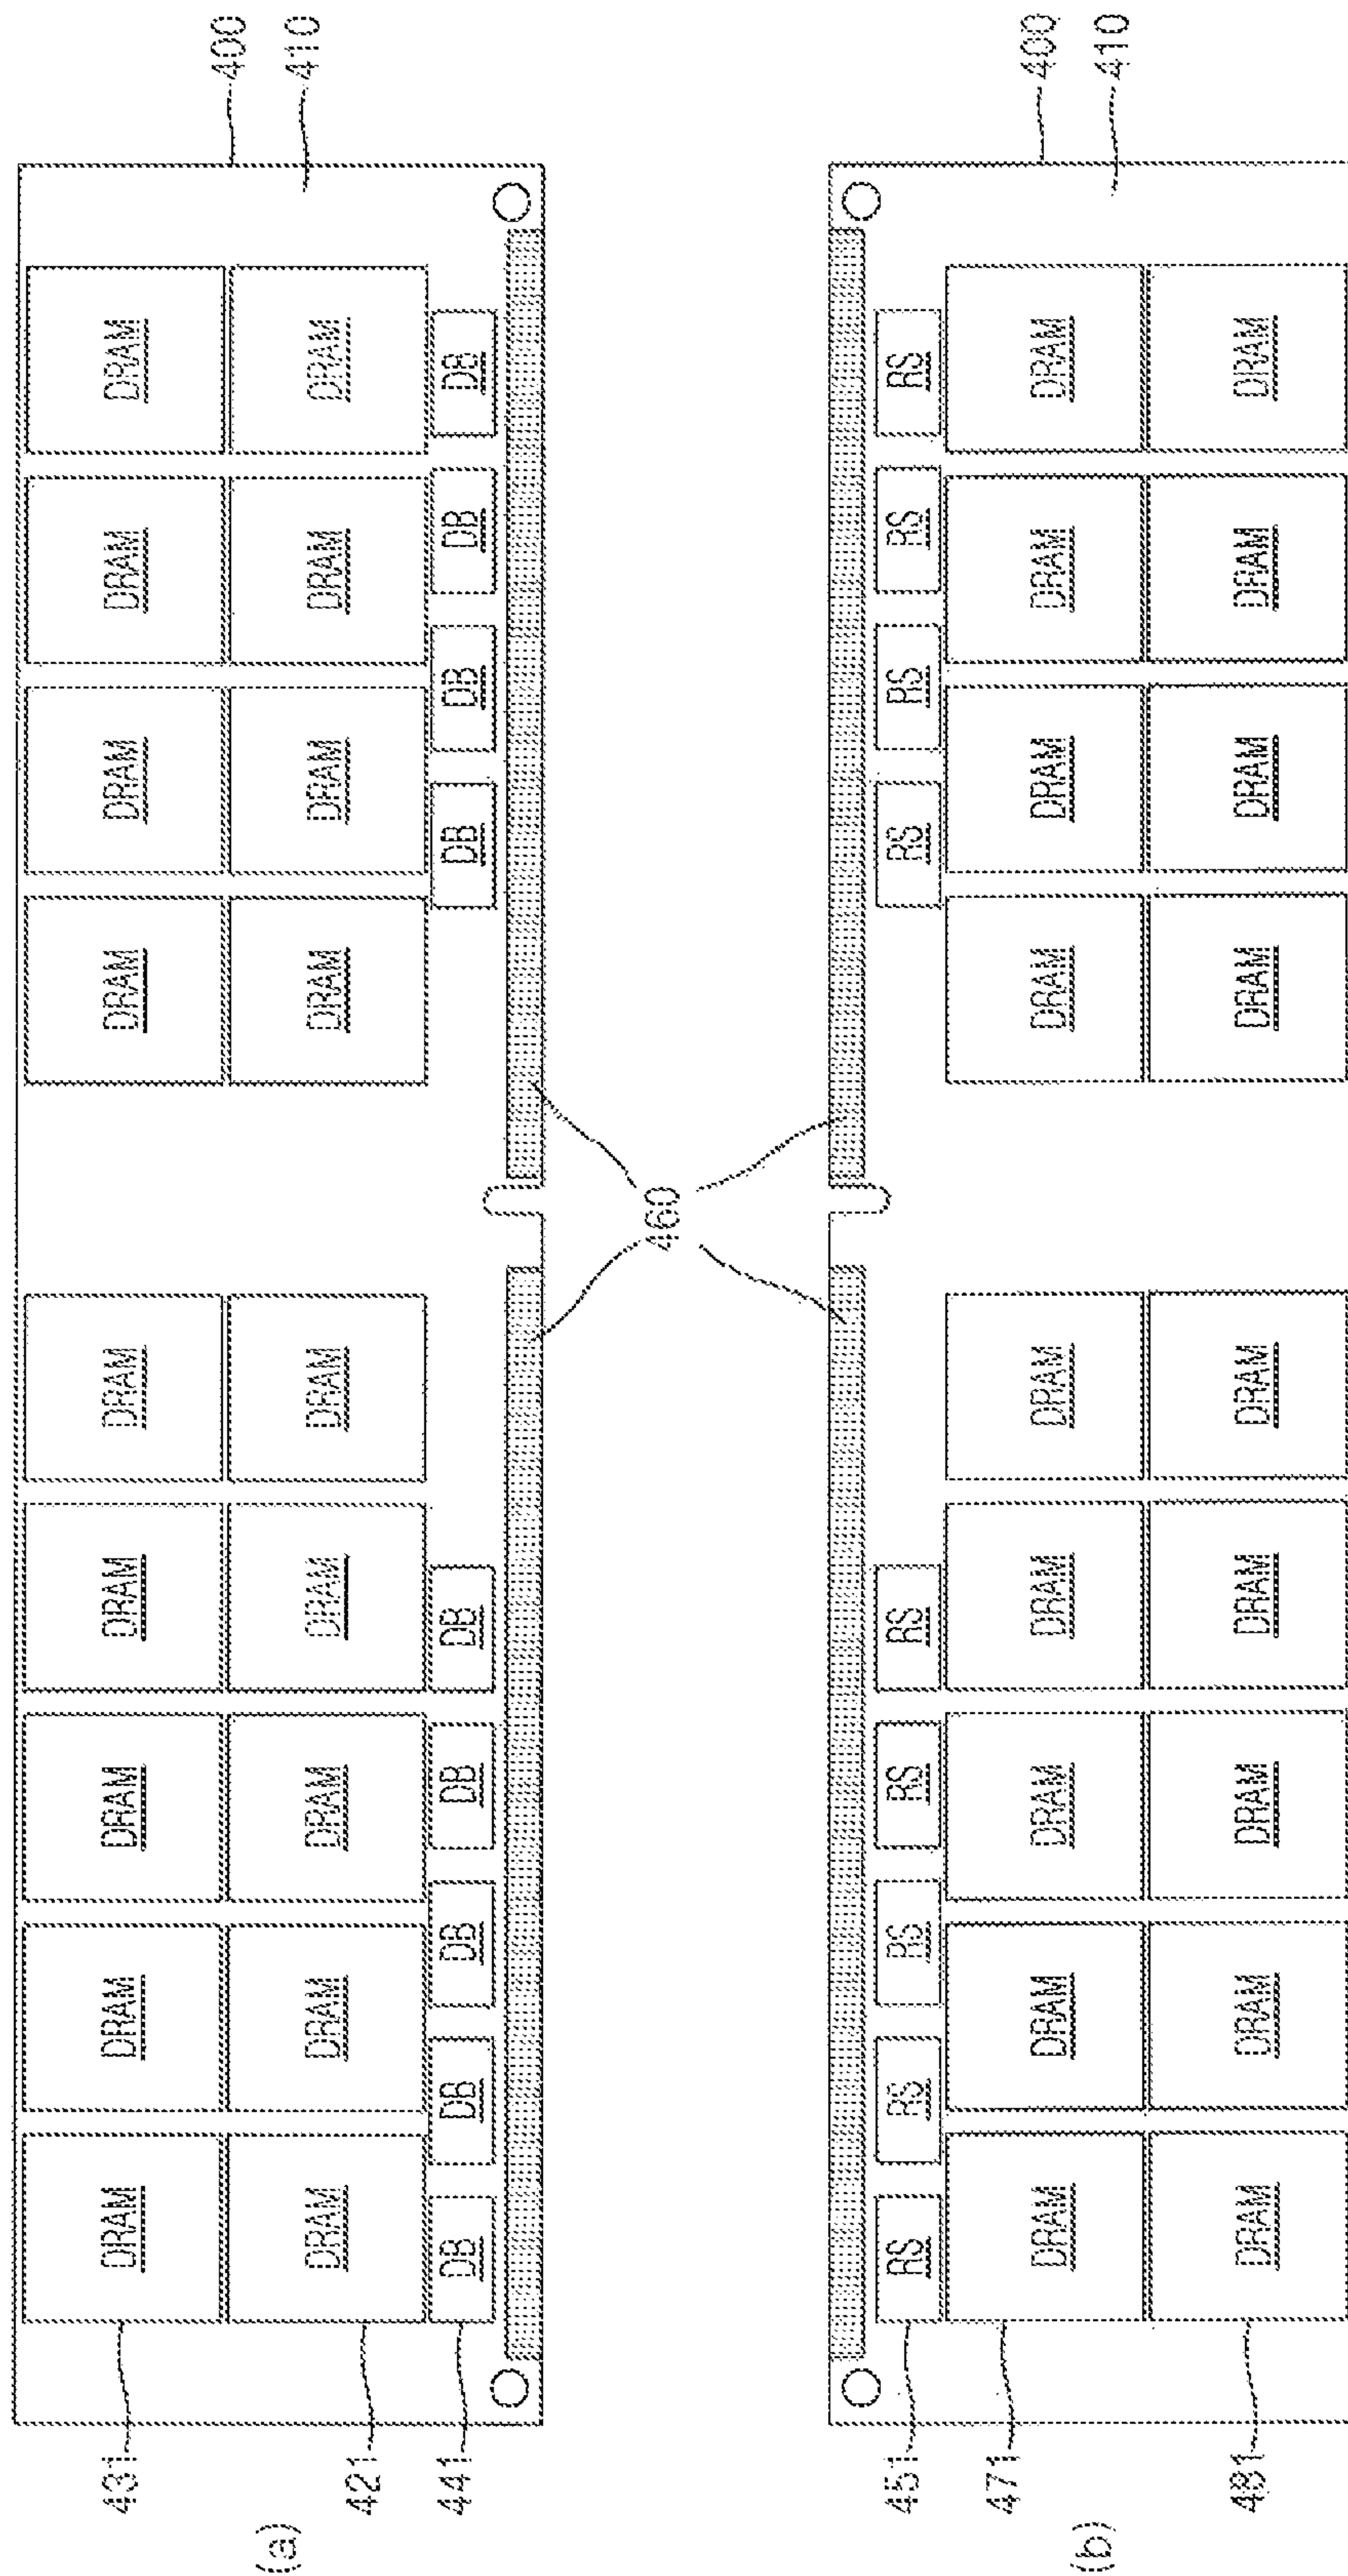 431 DRAM DRAM DRAM DRAM DRAM DRAM DRAM DRAM DRAM 400
(a) 410
421 DRAM DRAM DRAM DRAM DRAM DRAM DRAM DRAM DRAM
441 DB DB DB DB DB DB DB DB DB
460
451 RS RS RS RS RS RS RS RS RS
471 DRAM DRAM DRAM DRAM DRAM DRAM DRAM DRAM DRAM 400
(b) 410
481 DRAM DRAM DRAM DRAM DRAM DRAM DRAM DRAM DRAM